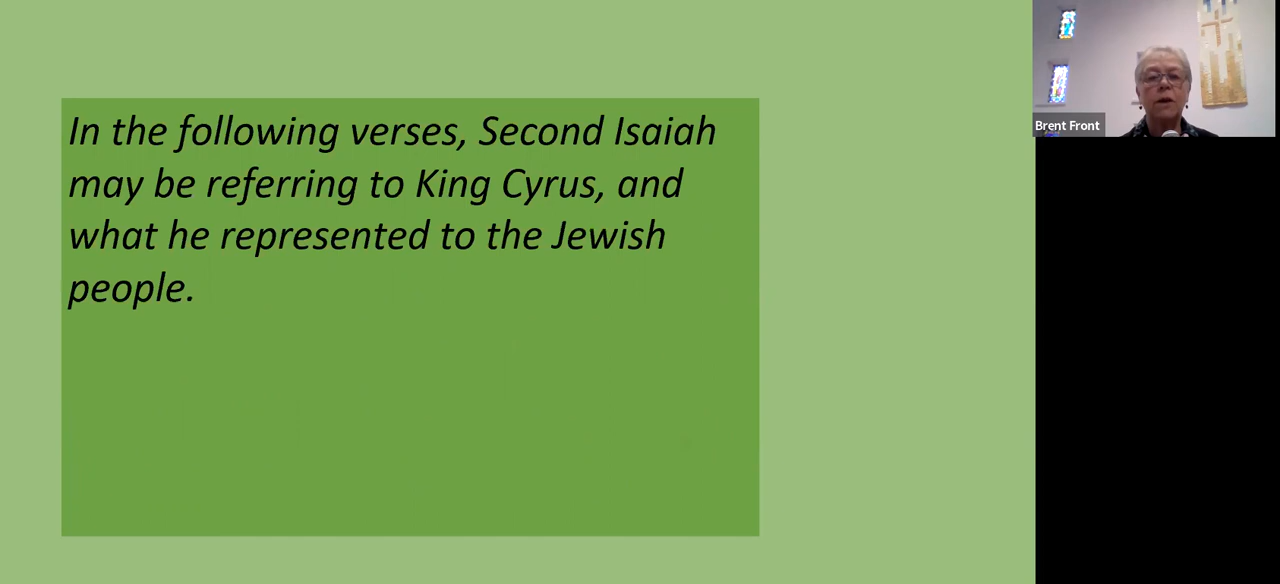 In the following verses, Second Isaiah
may be referring to King Cyrus, and
what he represented to the Jewish
people.
Brent Front